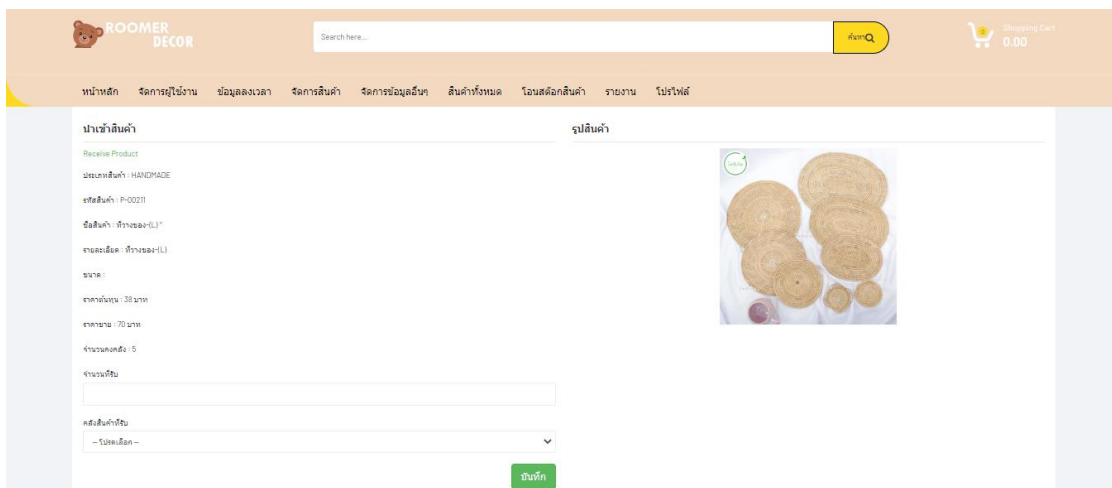 ROOMER
DECOR
Search here...
ค้นหา
0
Shopping Cart
0.00
หน้าหลัก จัดการผู้ใช้งาน ข้อมูลลงเวลา จัดการสินค้า จัดการข้อมูลอื่นๆ สินค้าทั้งหมด โอนสต๊อกสินค้า รายงาน โปรไฟล์
นำเข้าสินค้า
รูปสินค้า
Receive Product
ประเภทสินค้า : HANDMADE
รหัสสินค้า : P-00211
ชื่อสินค้า : ที่รางของ-(L) "
รายละเอียด : ที่รางของ-(L)
ขนาด :
ราคาต้นทุน : 38 บาท
ราคาขาย : 70 บาท
จำนวนคงคลัง : 5
จำนวนที่รับ
คลังสินค้าที่รับ
-- โปรดเลือก --
บันทึก